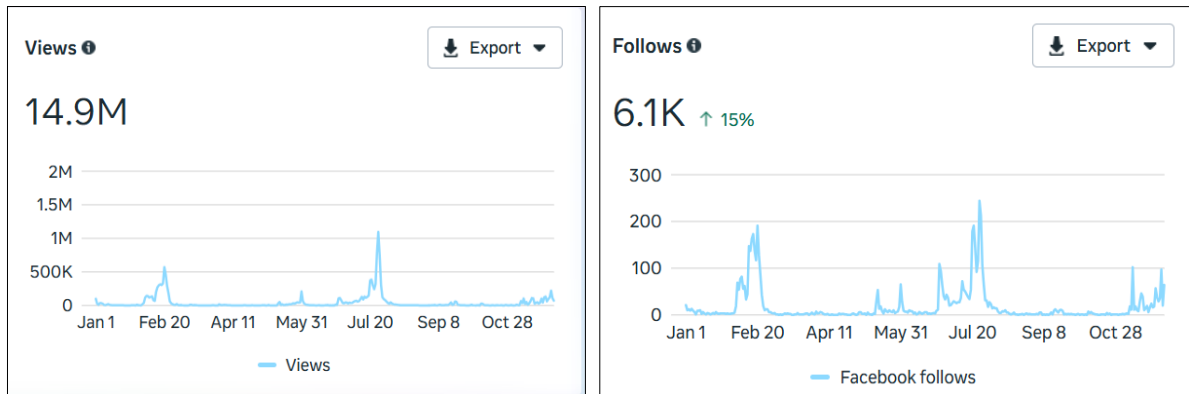 Views
Export
14.9M
2M
1.5M
1M
500K
0
Jan 1 Feb 20 Apr 11 May 31 Jul 20 Sep 8 Oct 28
Views
Follows
Export
6.1K ↑ 15%
300
200
100
0
Jan 1 Feb 20 Apr 11 May 31 Jul 20 Sep 8 Oct 28
Facebook follows